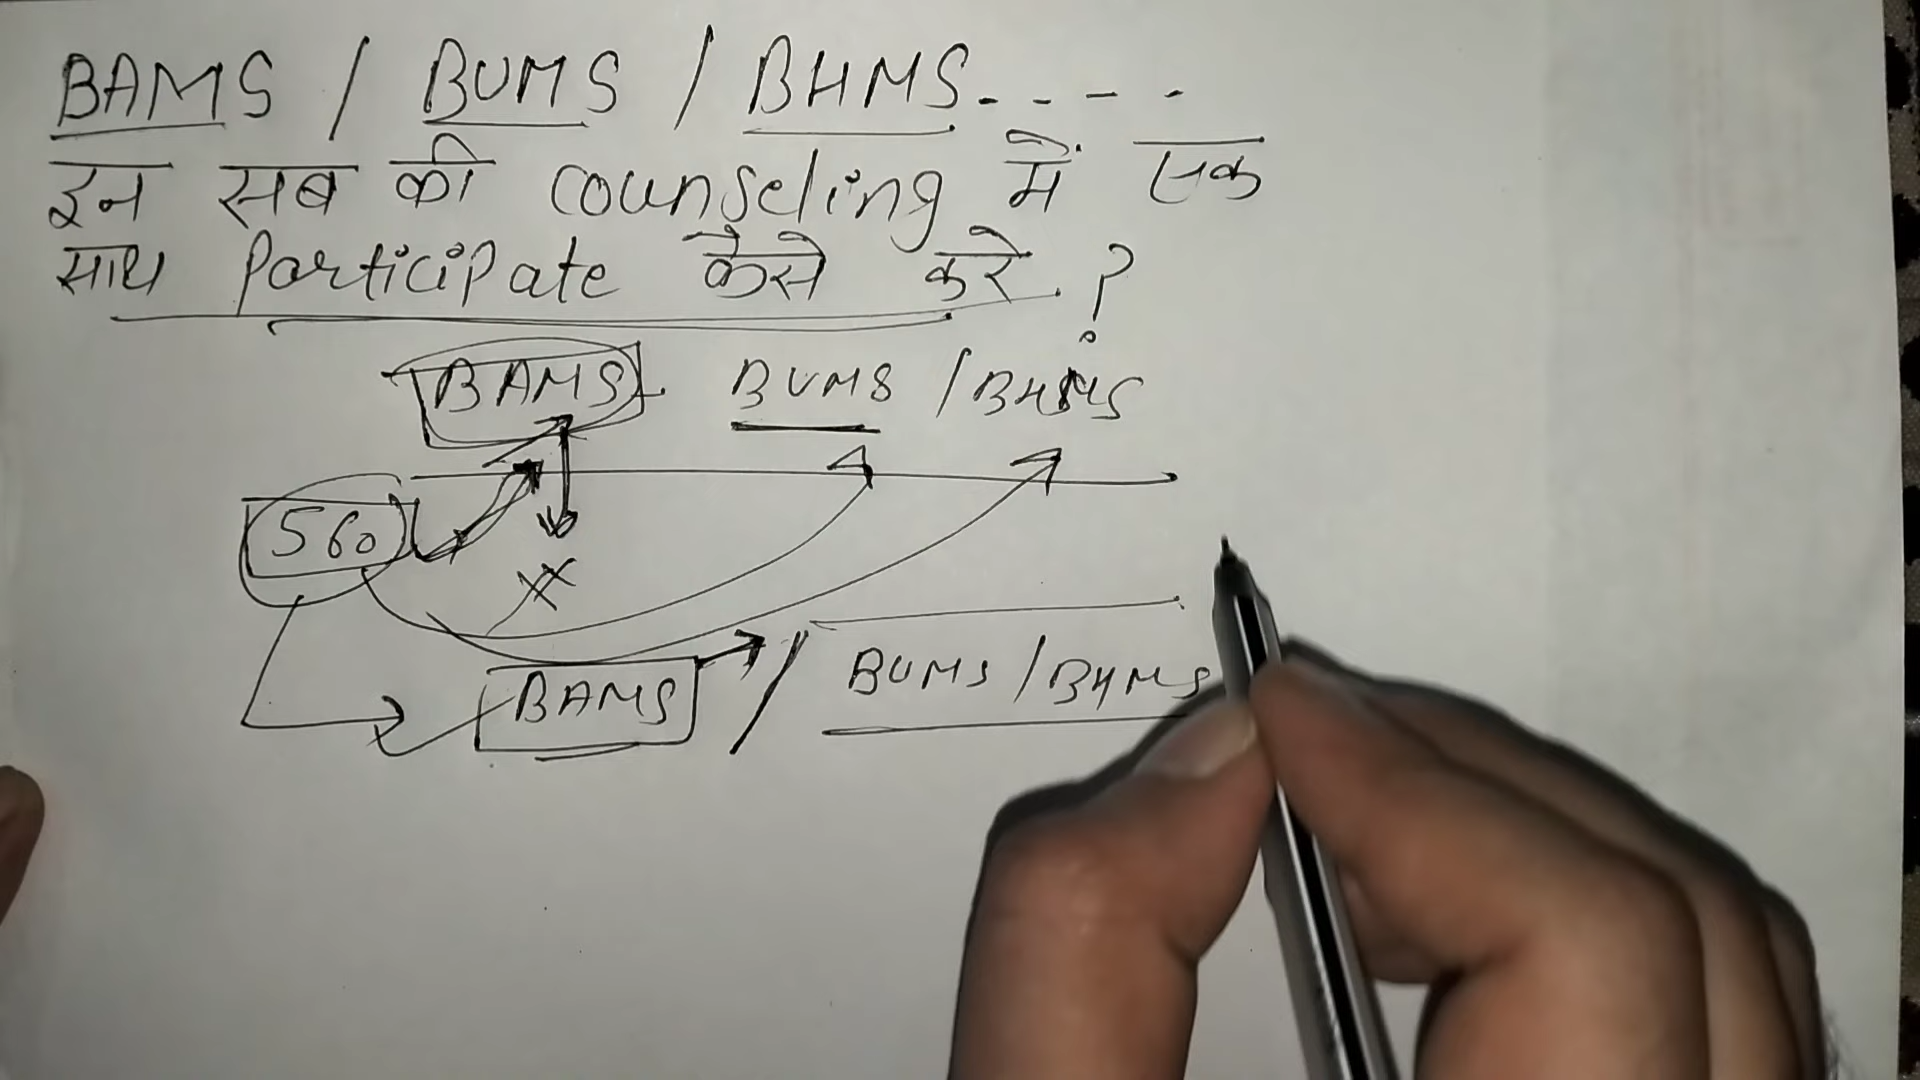 BAMS / BUMS / BHMS - - - -
इन सब की counseling में एक
साथ participate कैसे करे . ?
BAMS BUMS / BHMS
560
BAMS / BUMS / BHMS